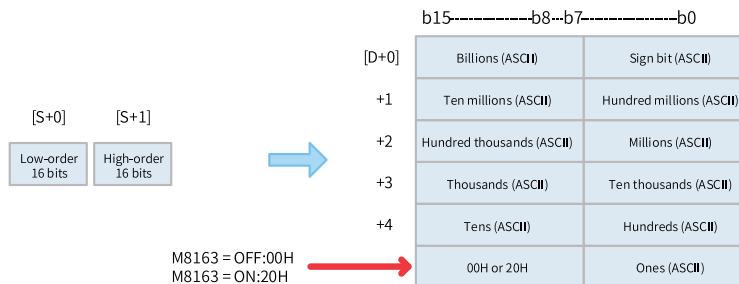 b15--------------b8---b7----------------b0
[D+0] Billions (ASCII) Sign bit (ASCII)
+1 Ten millions (ASCII) Hundred millions (ASCII)
[S+0] [S+1]
+2 Hundred thousands (ASCII) Millions (ASCII)
Low-order High-order
16 bits 16 bits
+3 Thousands (ASCII) Ten thousands (ASCII)
+4 Tens (ASCII) Hundreds (ASCII)
M8163 = OFF:00H
M8163 = ON:20H
00H or 20H Ones (ASCII)